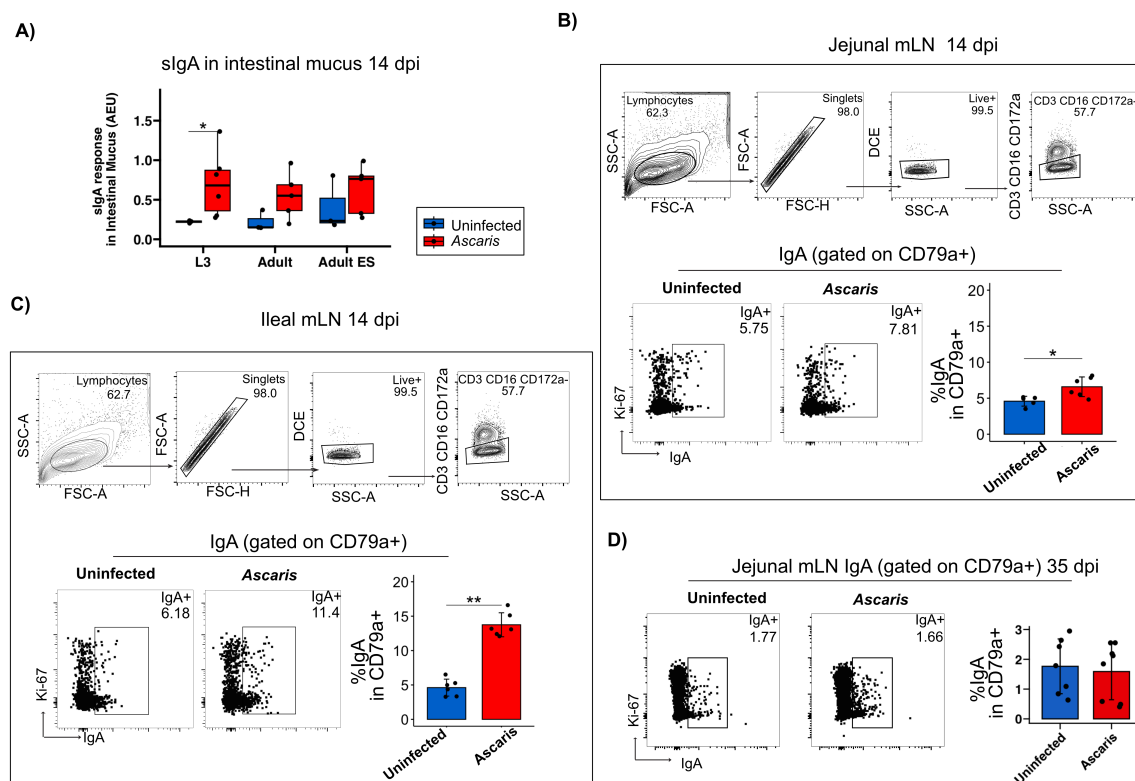 A)
sIgA in intestinal mucus 14 dpi
sIgA response
in Intestinal Mucus (AEU)
1.5
1.0
0.5
0.0
*
L3
Adult
Adult ES
Uninfected
Ascaris
B)
Jejunal mLN 14 dpi
Lymphocytes
62.3
SSC-A
FSC-A
Singlets
98.0
FSC-A
FSC-H
Live+
99.5
DCE
SSC-A
CD3 CD16 CD172a-
57.7
CD3 CD16 CD172a
SSC-A
IgA (gated on CD79a+)
Uninfected
Ascaris
IgA+
5.75
IgA+
7.81
Ki-67
IgA
%IgA
in CD79a+
20
15
10
5
0
*
Uninfected
Ascaris
C)
Ileal mLN 14 dpi
Lymphocytes
62.7
SSC-A
FSC-A
Singlets
98.0
FSC-A
FSC-H
Live+
99.5
DCE
SSC-A
CD3 CD16 CD172a-
57.7
CD3 CD16 CD172a
SSC-A
IgA (gated on CD79a+)
Uninfected
Ascaris
IgA+
6.18
IgA+
11.4
Ki-67
IgA
%IgA
in CD79a+
20
15
10
5
0
**
Uninfected
Ascaris
D)
Jejunal mLN IgA (gated on CD79a+) 35 dpi
Uninfected
Ascaris
IgA+
1.77
IgA+
1.66
Ki-67
IgA
%IgA
in CD79a+
3
2
1
0
Uninfected
Ascaris